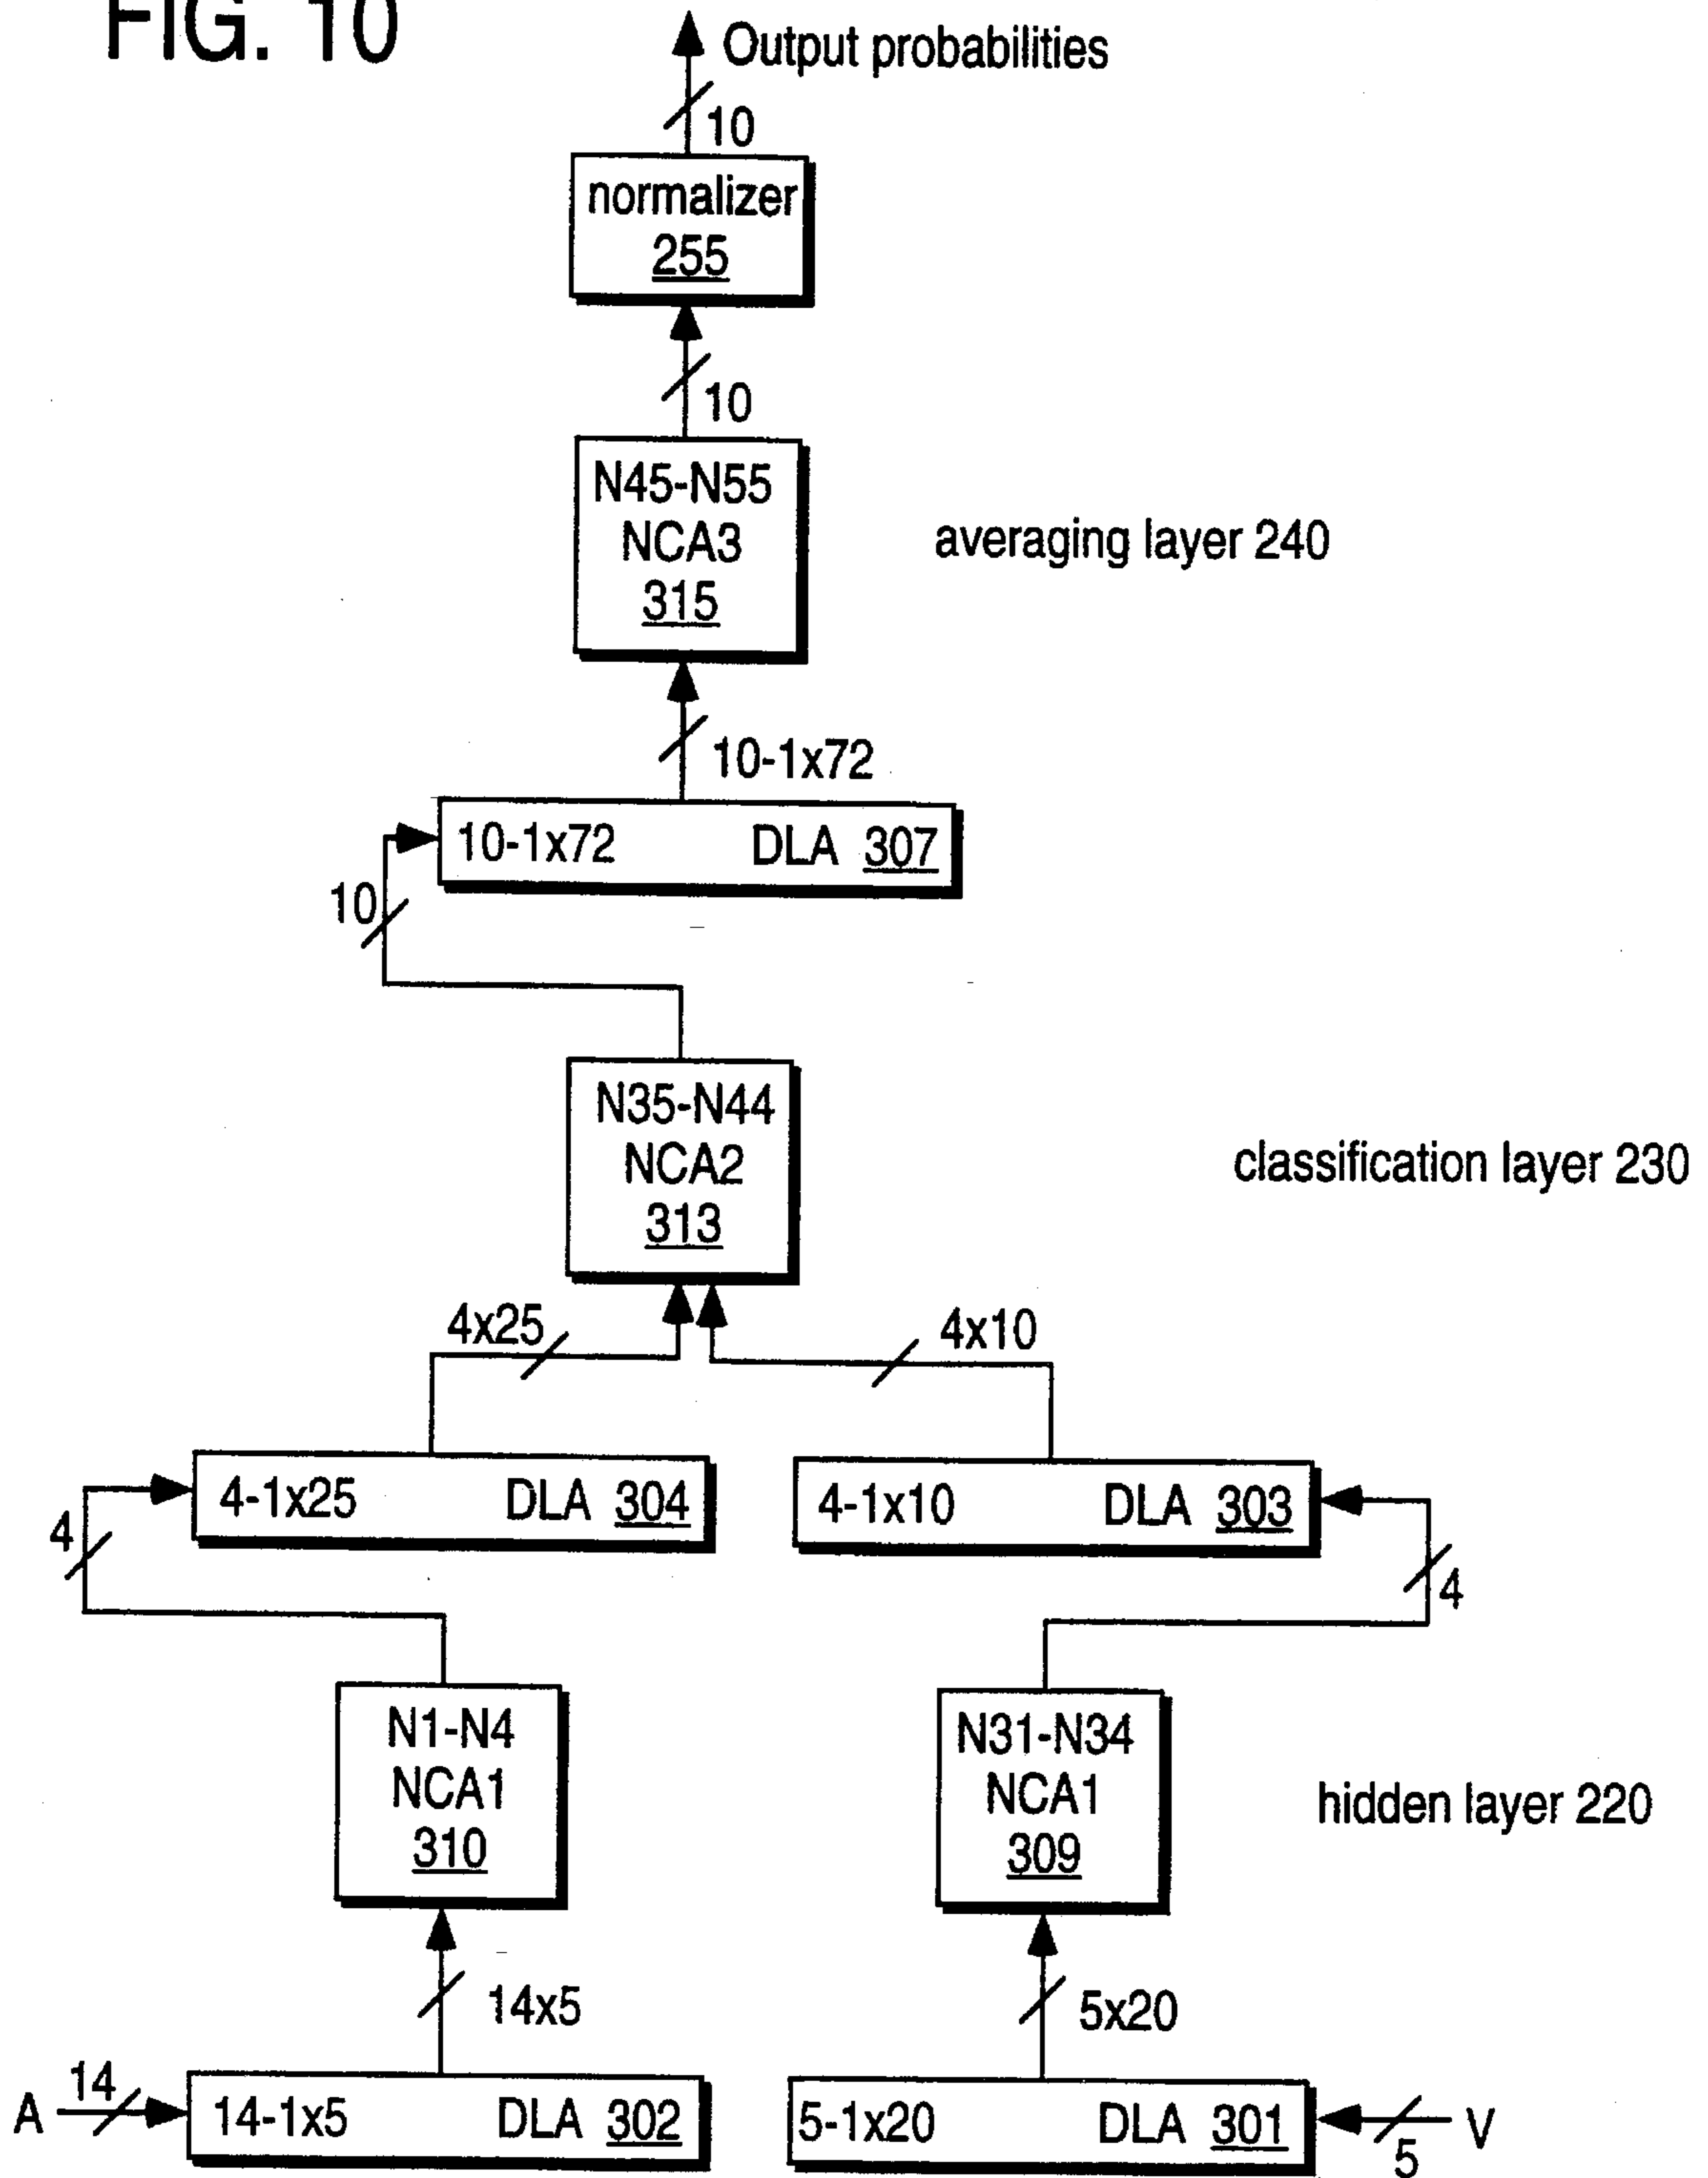 FIG. 10
Output probabilities
10
normalizer
255
10
N45-N55
NCA3
315
averaging layer 240
10-1x72
10-1x72 DLA 307
10
N35-N44
NCA2
313
classification layer 230
4x25
4x10
4-1x25 DLA 304
4-1x10 DLA 303
4
4
N1-N4
NCA1
310
N31-N34
NCA1
309
hidden layer 220
14x5
5x20
A 14
14-1x5 DLA 302
5-1x20 DLA 301
5 V